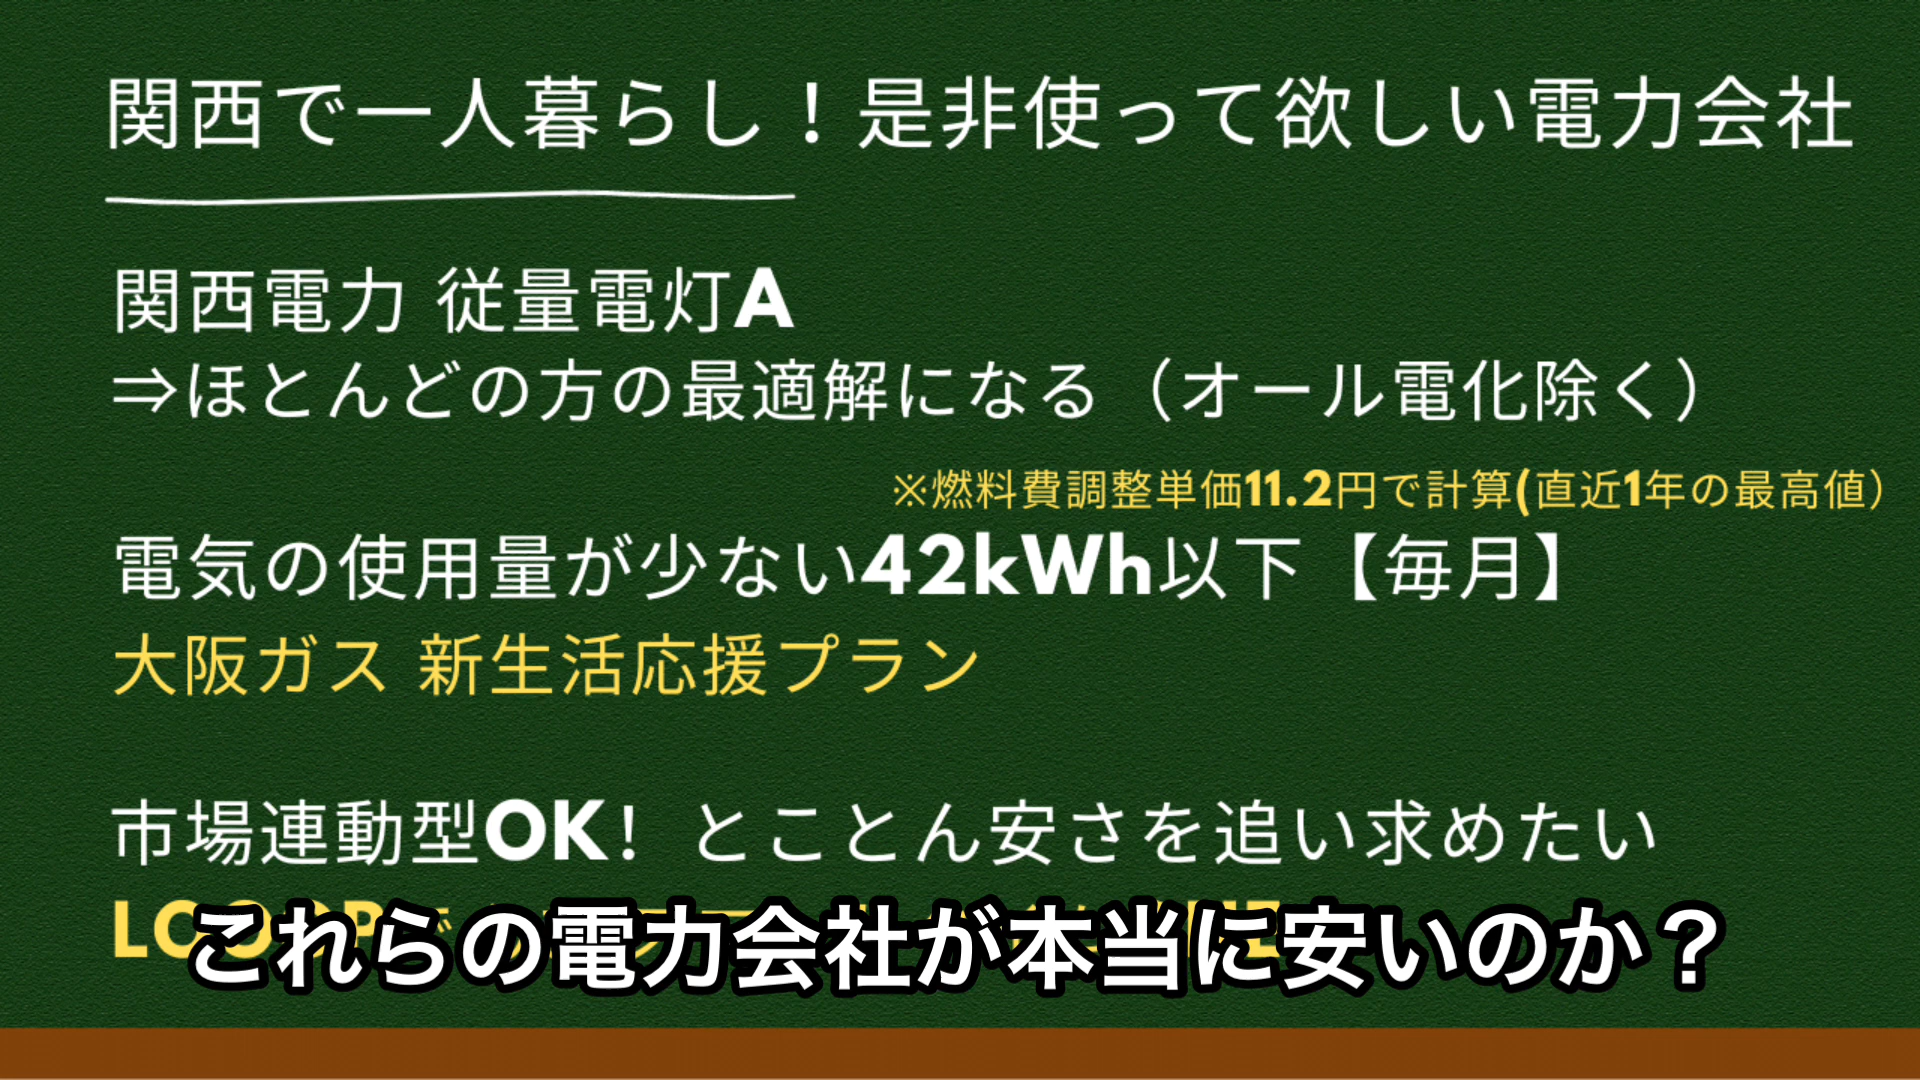 関西で一人暮らし！是非使って欲しい電力会社
関西電力 従量電灯A
⇒ほとんどの方の最適解になる（オール電化除く）
※燃料費調整単価11.2円で計算(直近1年の最高値）
電気の使用量が少ない42kWh以下【毎月】
大阪ガス 新生活応援プラン
市場連動型OK！とことん安さを追い求めたい
これらの電力会社が本当に安いのか？